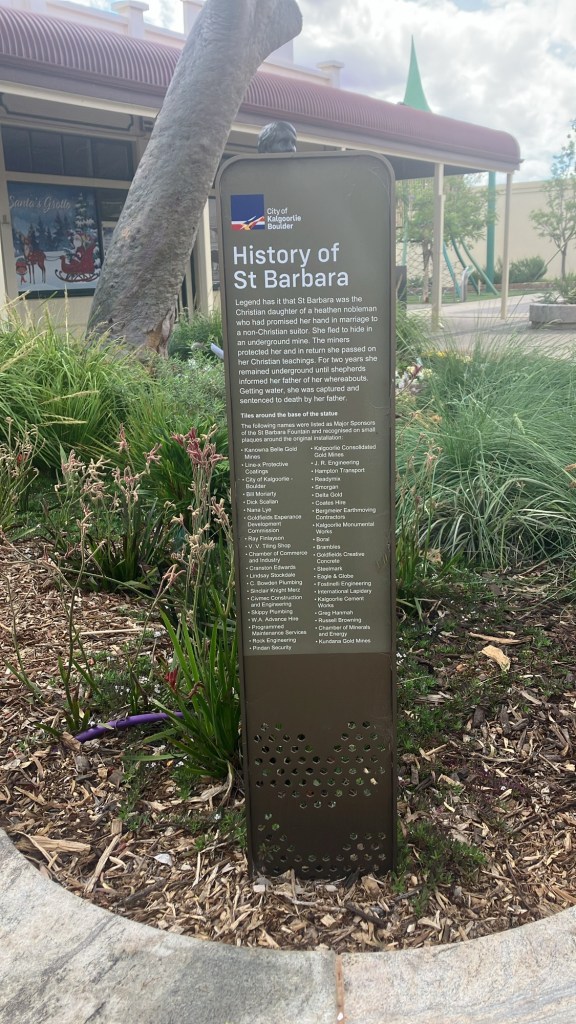 Santa's Grotto
City of
Kalgoorlie
Boulder
History of
St Barbara
Legend has it that St Barbara was the
Christian daughter of a heathen nobleman
who had promised her hand in marriage to
a non-Christian suitor. She fled to hide in
an underground mine. The miners
protected her and in return she passed on
her Christian teachings. For two years she
remained underground until shepherds
informed her father of her whereabouts.
Getting water, she was captured and
sentenced to death by her father.
Tiles around the base of the statue
The following names were listed as Major Sponsors
of the St Barbara Fountain and recognised on small
plaques around the original installation:
• Kanowna Belle Gold
Mines
• Line-x Protective
Coatings
• City of Kalgoorlie -
Boulder
• Bill Moriarty
• Dick Scallan
• Nana Lye
• Goldfields Esperance
Development
Commission
• Ray Finlayson
• V. V. Tiling Shop
• Chamber of Commerce
and Industry
• Cranston Edwards
• Lindsay Stockdale
• C. Bowden Plumbing
• Sinclair Knight Merz
• Civmec Construction
and Engineering
• Skippy Plumbing
• W.A. Advance Hire
• Programmed
Maintenance Services
• Rock Engineering
• Pindan Security
• Kalgoorlie Consolidated
Gold Mines
• J. R. Engineering
• Hampton Transport
• Readymix
• Smorgan
• Delta Gold
• Coates Hire
• Bergmeier Earthmoving
Contractors
• Kalgoorlie Monumental
Works
• Boral
• Brambles
• Goldfields Creative
Concrete
• Steelmark
• Eagle & Globe
• Fostinelli Engineering
• International Lapidary
• Kalgoorlie Cement
Works
• Greg Hannah
• Russell Browning
• Chamber of Minerals
and Energy
• Kundana Gold Mines